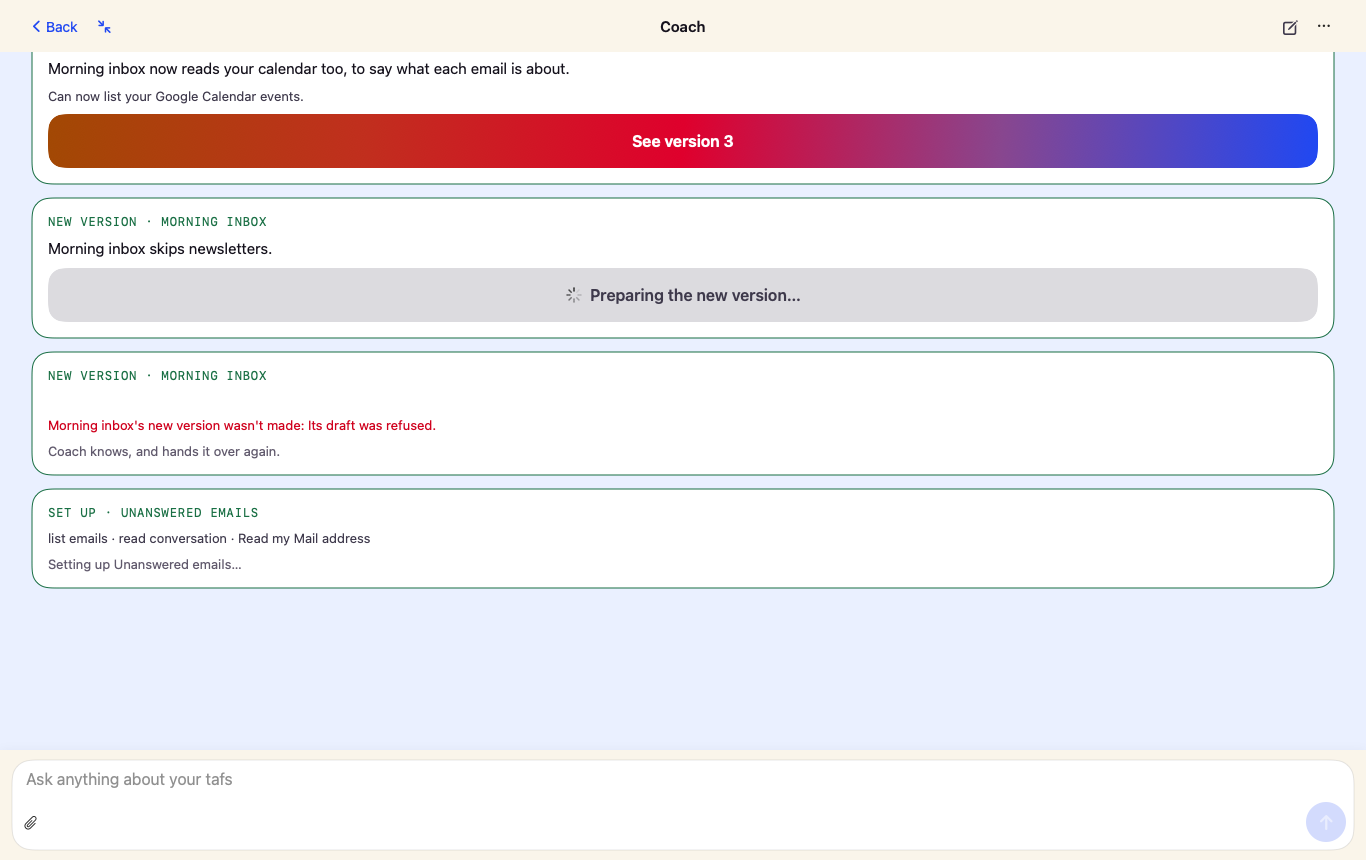 Back
Coach
Morning inbox now reads your calendar too, to say what each email is about.
Can now list your Google Calendar events.
See version 3
NEW VERSION · MORNING INBOX
Morning inbox skips newsletters.
Preparing the new version...
NEW VERSION · MORNING INBOX
Morning inbox's new version wasn't made: Its draft was refused.
Coach knows, and hands it over again.
SET UP · UNANSWERED EMAILS
list emails · read conversation · Read my Mail address
Setting up Unanswered emails...
Ask anything about your tafs